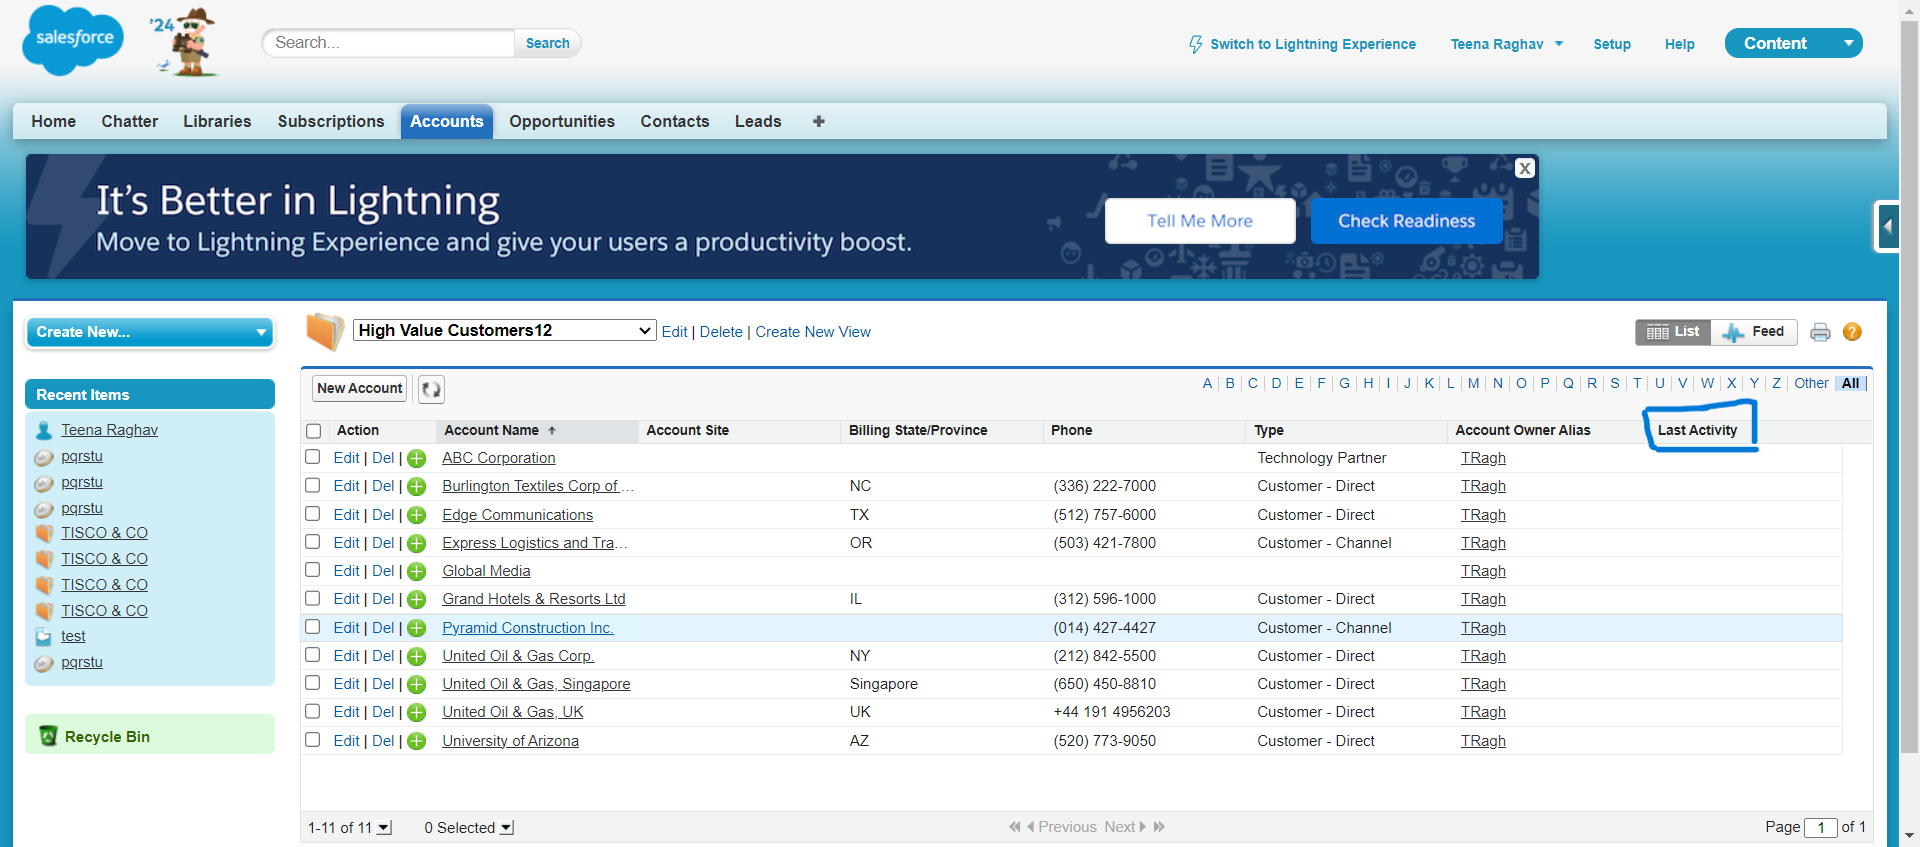 salesforce
'24
Search...
Search
Switch to Lightning Experience
Teena Raghav
Setup
Help
Content
Home
Chatter
Libraries
Subscriptions
Accounts
Opportunities
Contacts
Leads
+
It's Better in Lightning
Move to Lightning Experience and give your users a productivity boost.
Tell Me More
Check Readiness
X
Create New...
Recent Items
Teena Raghav
pqrstu
pqrstu
pqrstu
TISCO & CO
TISCO & CO
TISCO & CO
TISCO & CO
test
pqrstu
Recycle Bin
High Value Customers12
Edit | Delete | Create New View
List
Feed
?
New Account
A | B | C | D | E | F | G | H | I | J | K | L | M | N | O | P | Q | R | S | T | U | V | W | X | Y | Z | Other | All
Action Account Name Account Site Billing State/Province Phone Type Account Owner Alias Last Activity
Edit | Del | ABC Corporation Technology Partner TRagh
Edit | Del | Burlington Textiles Corp of ... NC (336) 222-7000 Customer - Direct TRagh
Edit | Del | Edge Communications TX (512) 757-6000 Customer - Direct TRagh
Edit | Del | Express Logistics and Tra... OR (503) 421-7800 Customer - Channel TRagh
Edit | Del | Global Media TRagh
Edit | Del | Grand Hotels & Resorts Ltd IL (312) 596-1000 Customer - Direct TRagh
Edit | Del | Pyramid Construction Inc. (014) 427-4427 Customer - Channel TRagh
Edit | Del | United Oil & Gas Corp. NY (212) 842-5500 Customer - Direct TRagh
Edit | Del | United Oil & Gas, Singapore Singapore (650) 450-8810 Customer - Direct TRagh
Edit | Del | United Oil & Gas, UK UK +44 191 4956203 Customer - Direct TRagh
Edit | Del | University of Arizona AZ (520) 773-9050 Customer - Direct TRagh
1-11 of 11 0 Selected Previous Next Page 1 of 1